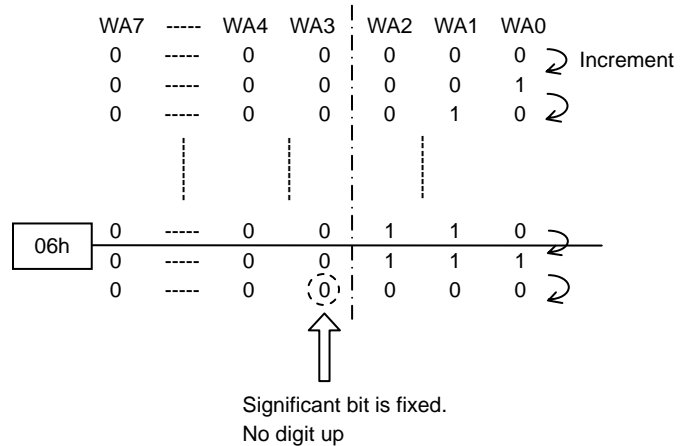 WA7 ----- WA4 WA3 WA2 WA1 WA0
0 ----- 0 0 0 0 0 Increment
0 ----- 0 0 0 0 1
0 ----- 0 0 0 1 0
0 ----- 0 0 1 1 0
06h
0 ----- 0 0 1 1 1
0 ----- 0 0 0 0 0
Significant bit is fixed.
No digit up